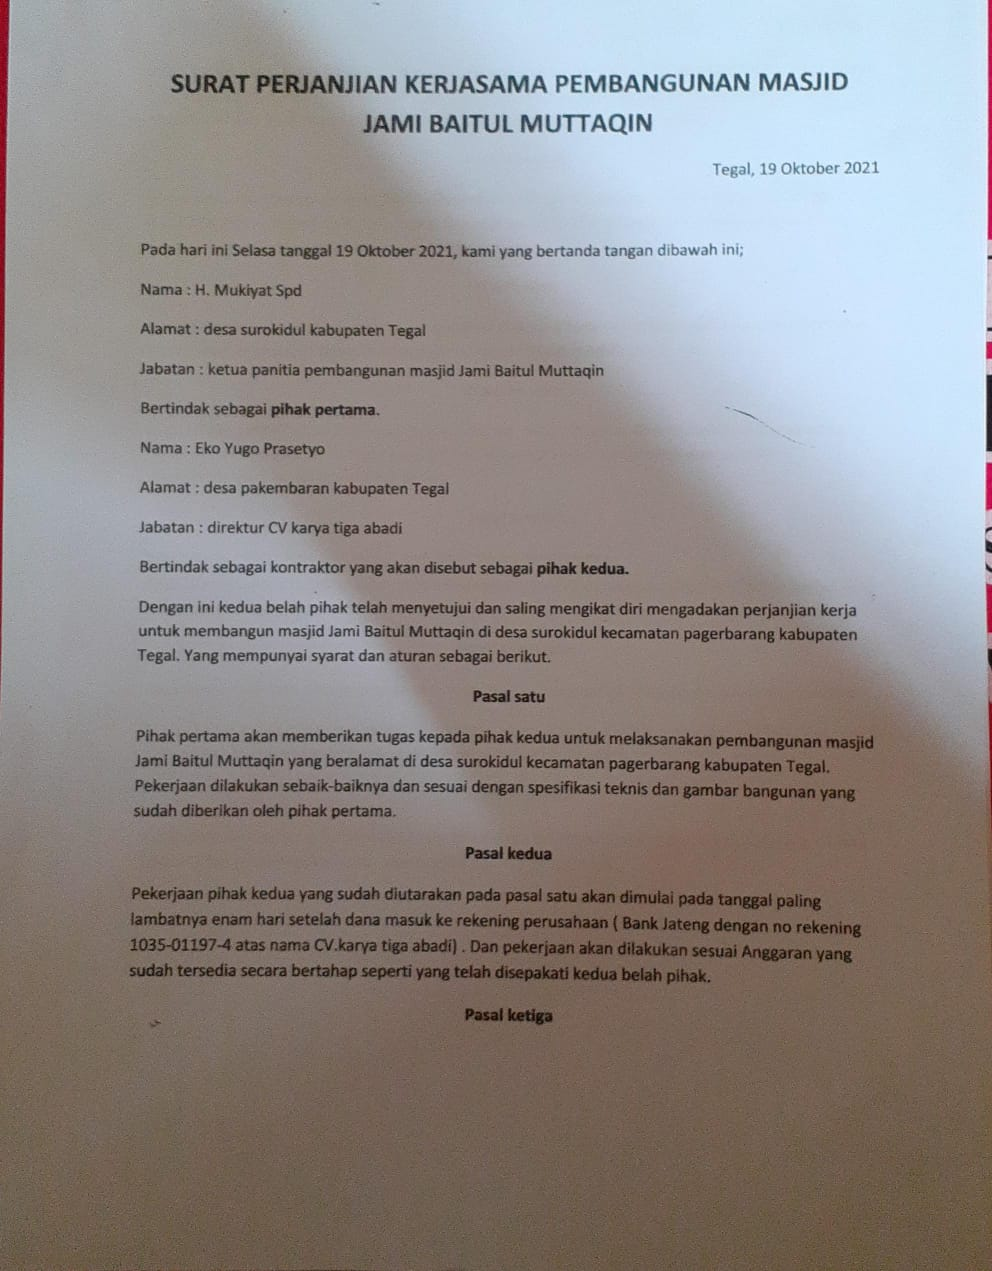 SURAT PERJANJIAN KERJASAMA PEMBANGUNAN MASJID
JAMI BAITUL MUTTAQIN
Tegal, 19 Oktober 2021
Pada hari ini Selasa tanggal 19 Oktober 2021, kami yang bertanda tangan dibawah ini;
Nama : H. Mukiyat Spd
Alamat : desa surokidul kabupaten Tegal
Jabatan : ketua panitia pembangunan masjid Jami Baitul Muttaqin
Bertindak sebagai pihak pertama.
Nama : Eko Yugo Prasetyo
Alamat : desa pakembaran kabupaten Tegal
Jabatan : direktur CV karya tiga abadi
Bertindak sebagai kontraktor yang akan disebut sebagai pihak kedua.
Dengan ini kedua belah pihak telah menyetujui dan saling mengikat diri mengadakan perjanjian kerja
untuk membangun masjid Jami Baitul Muttaqin di desa surokidul kecamatan pagerbarang kabupaten
Tegal. Yang mempunyai syarat dan aturan sebagai berikut.
Pasal satu
Pihak pertama akan memberikan tugas kepada pihak kedua untuk melaksanakan pembangunan masjid
Jami Baitul Muttaqin yang beralamat di desa surokidul kecamatan pagerbarang kabupaten Tegal.
Pekerjaan dilakukan sebaik-baiknya dan sesuai dengan spesifikasi teknis dan gambar bangunan yang
sudah diberikan oleh pihak pertama.
Pasal kedua
Pekerjaan pihak kedua yang sudah diutarakan pada pasal satu akan dimulai pada tanggal paling
lambatnya enam hari setelah dana masuk ke rekening perusahaan ( Bank Jateng dengan no rekening
1035-01197-4 atas nama CV.karya tiga abadi) . Dan pekerjaan akan dilakukan sesuai Anggaran yang
sudah tersedia secara bertahap seperti yang telah disepakati kedua belah pihak.
Pasal ketiga